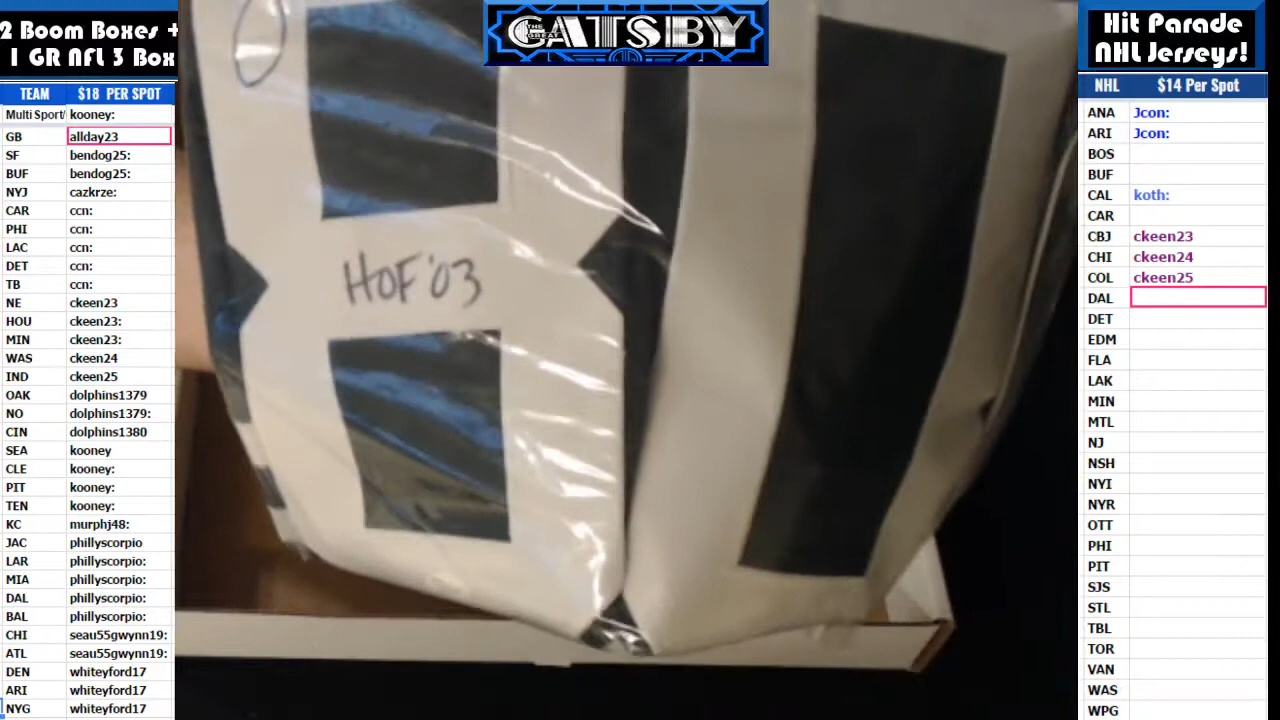 2 Boom Boxes +
1 GR NFL 3 Box
TEAM $18 PER SPOT
Multi Sport/ kooney:
GB allday23
SF bendog25:
BUF bendog25:
NYJ cazkrze:
CAR ccn:
PHI ccn:
LAC ccn:
DET ccn:
TB ccn:
NE ckeen23
HOU ckeen23:
MIN ckeen23:
WAS ckeen24
IND ckeen25
OAK dolphins1379
NO dolphins1379:
CIN dolphins1380
SEA kooney
CLE kooney:
PIT kooney:
TEN kooney:
KC murphj48:
JAC phillyscorpio
LAR phillyscorpio:
MIA phillyscorpio:
DAL phillyscorpio:
BAL phillyscorpio:
CHI seau55gwynn19:
ATL seau55gwynn19:
DEN whiteyford17
ARI whiteyford17
NYG whiteyford17
THE GREAT
GATSBY
HOF '03
Hit Parade
NHL Jerseys!
NHL $14 Per Spot
ANA Jcon:
ARI Jcon:
BOS
BUF
CAL koth:
CAR
CBJ ckeen23
CHI ckeen24
COL ckeen25
DAL
DET
EDM
FLA
LAK
MIN
MTL
NJ
NSH
NYI
NYR
OTT
PHI
PIT
SJS
STL
TBL
TOR
VAN
WAS
WPG